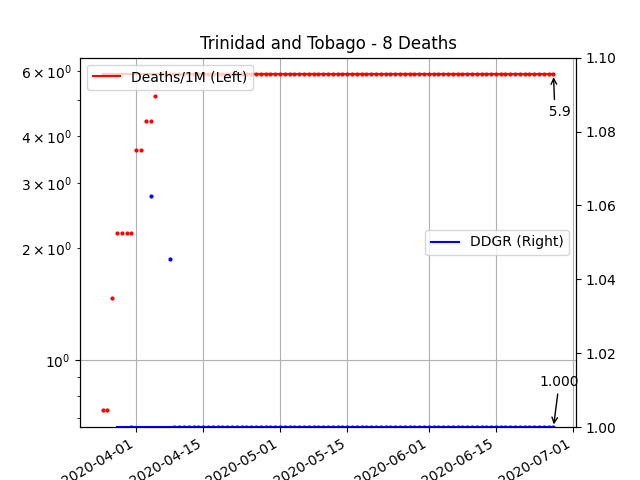 Trinidad and Tobago - 8 Deaths
Deaths/1M (Left)
DDGR (Right)
5.9
1.000
6 × 10⁰
4 × 10⁰
3 × 10⁰
2 × 10⁰
10⁰
1.10
1.08
1.06
1.04
1.02
1.00
2020-04-01
2020-04-15
2020-05-01
2020-05-15
2020-06-01
2020-06-15
2020-07-01